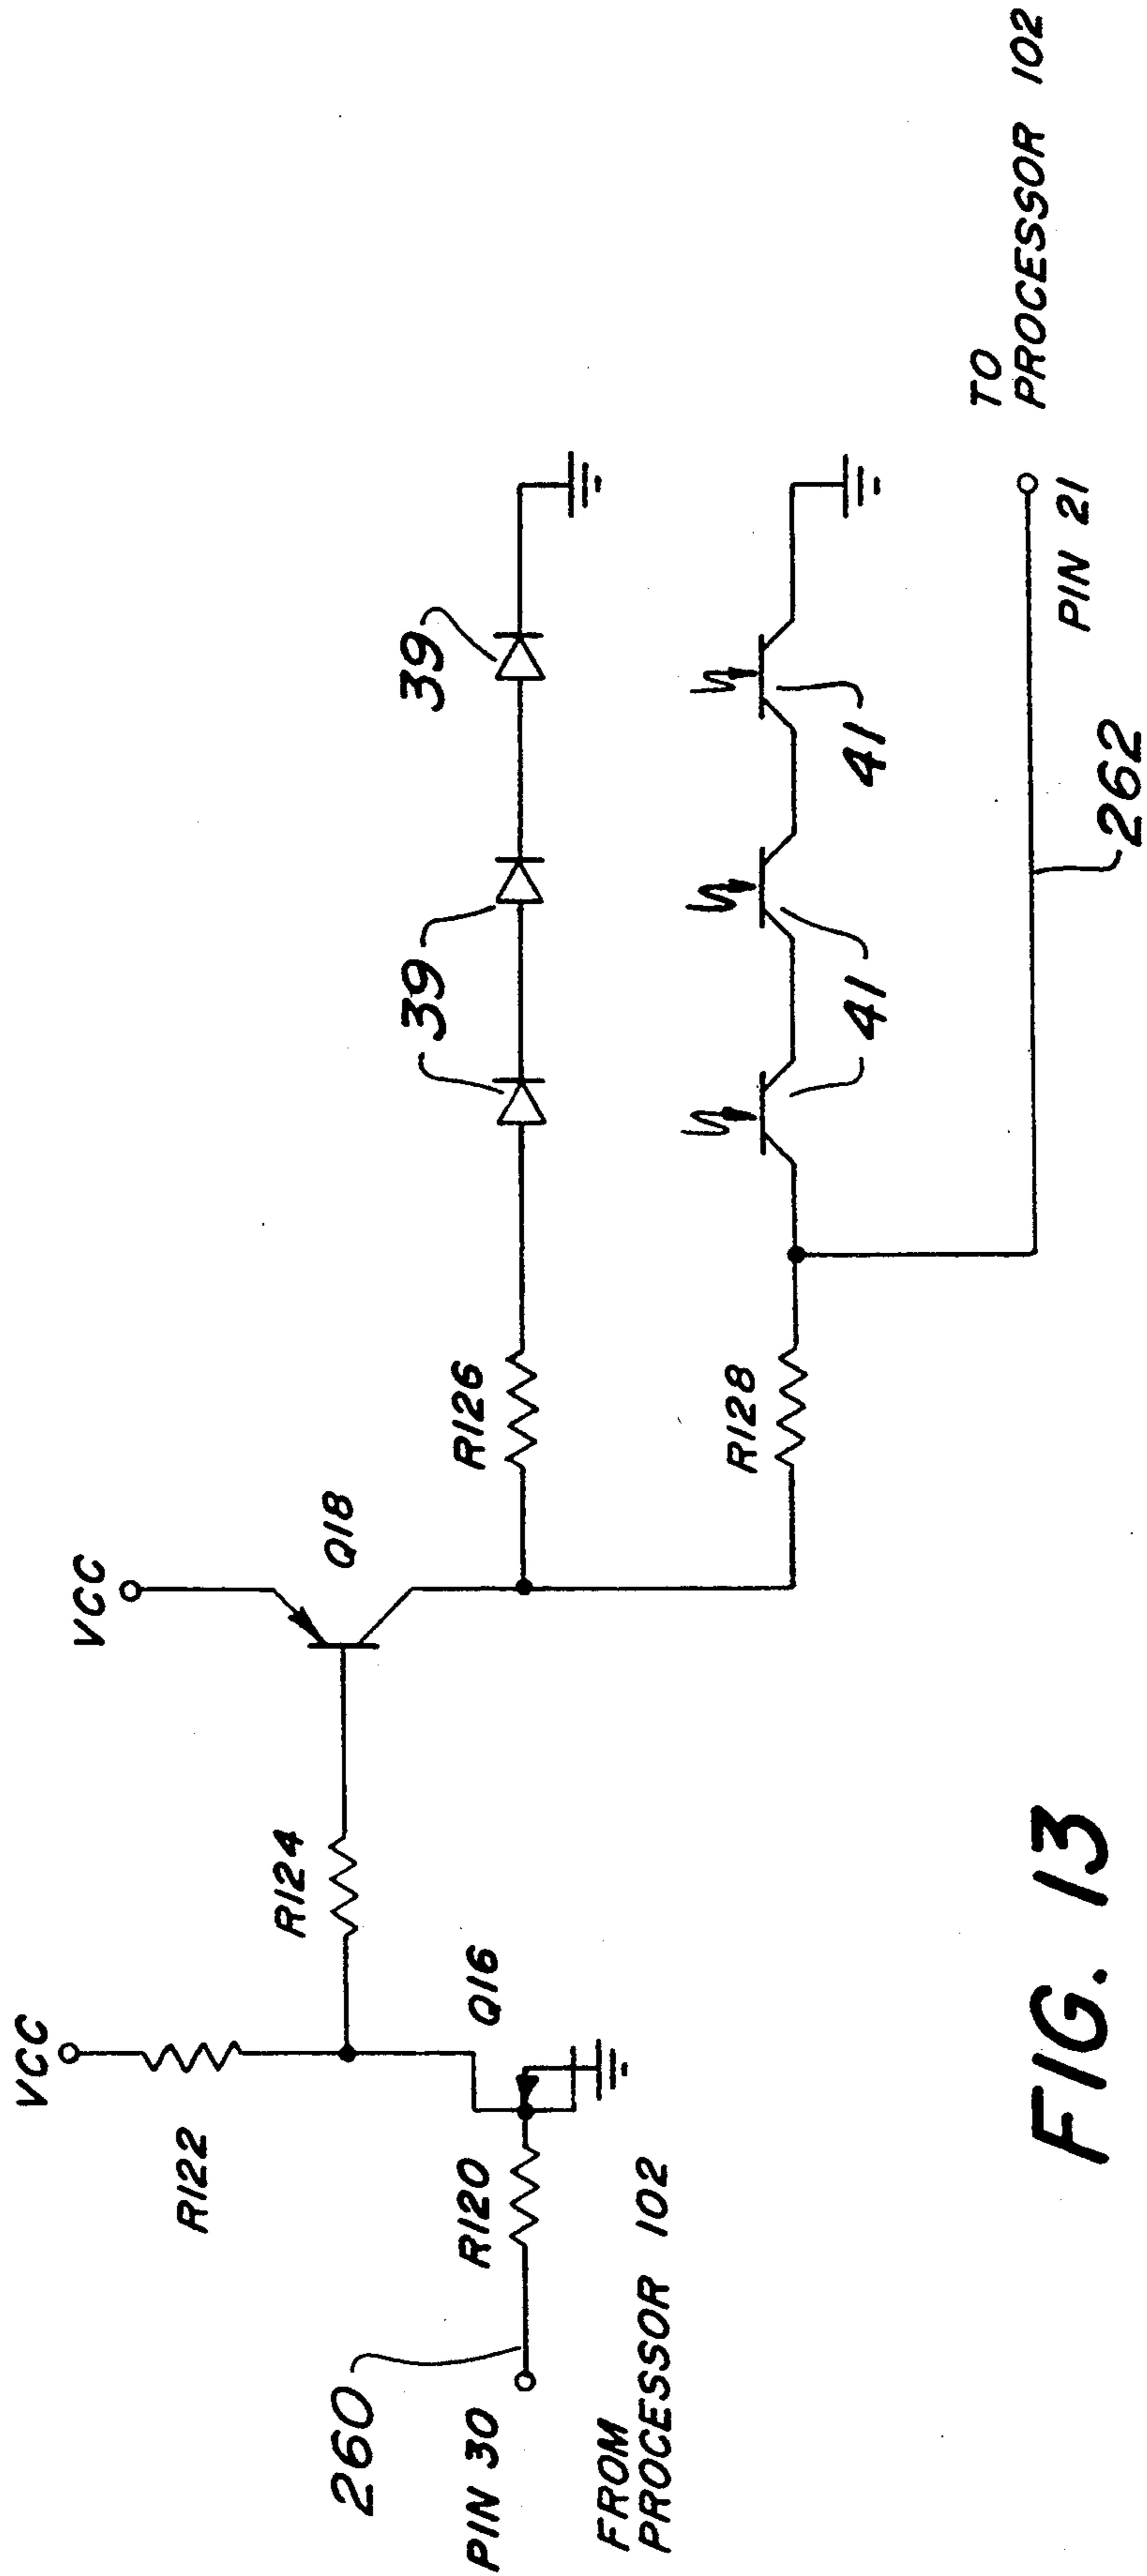 VCC
R122
VCC
R124
Q18
Q16
260
R120
PIN 30
FROM
PROCESSOR 102
R126
39
39
R128
41
41
TO
PROCESSOR 102
PIN 21
262
FIG. 13